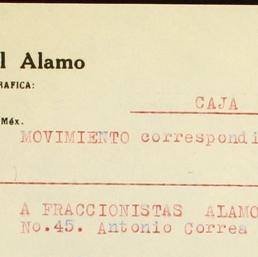 l Alamo
RAFICA:
CAJA
Méx.
MOVIMIENTO correspondi
A FRACCIONISTAS ALAMO
No.45. Antonio Correa